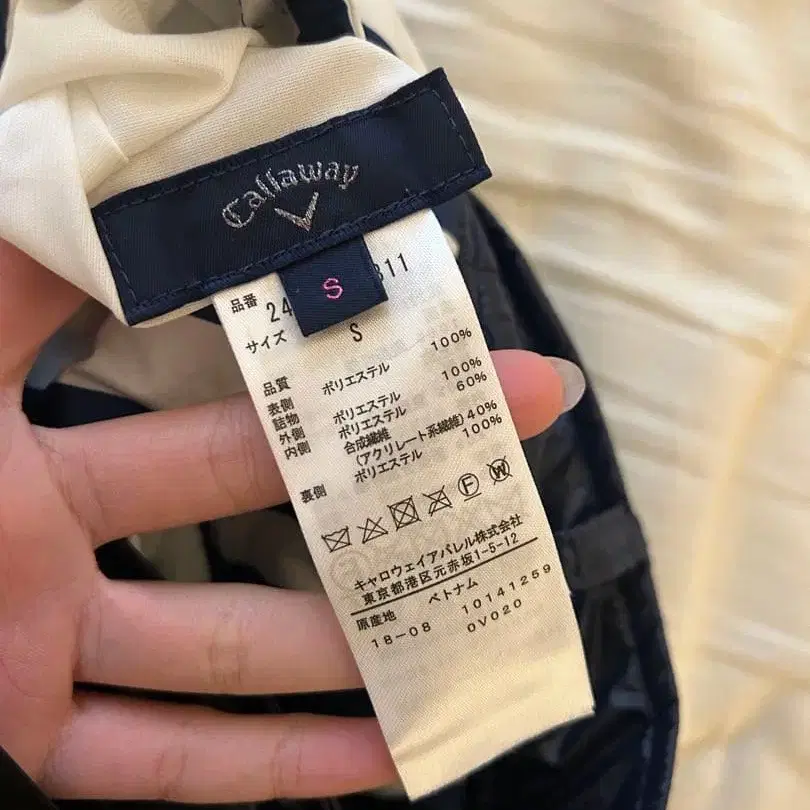 Callaway
S
品番 24 311
サイズ S
品質
表側 ポリエステル 100%
詰物 ポリエステル 100%
外側 ポリエステル 60%
内側 合成繊維
(アクリレート系繊維) 40%
裏側 ポリエステル 100%
F W
キャロウェイアパレル株式会社
東京都港区元赤坂1-5-12
原産地 ベトナム 10141259
18-08 0V020